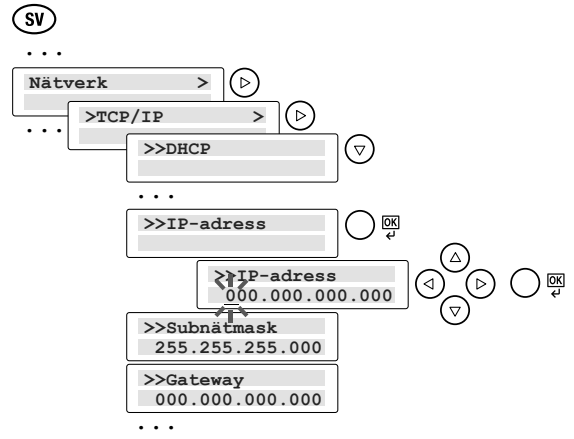 SV
...
Nätverk >
...
>TCP/IP >
>>DHCP
...
>>IP-adress
OK
>>IP-adress
000.000.000.000
OK
>>Subnätmask
255.255.255.000
>>Gateway
000.000.000.000
...